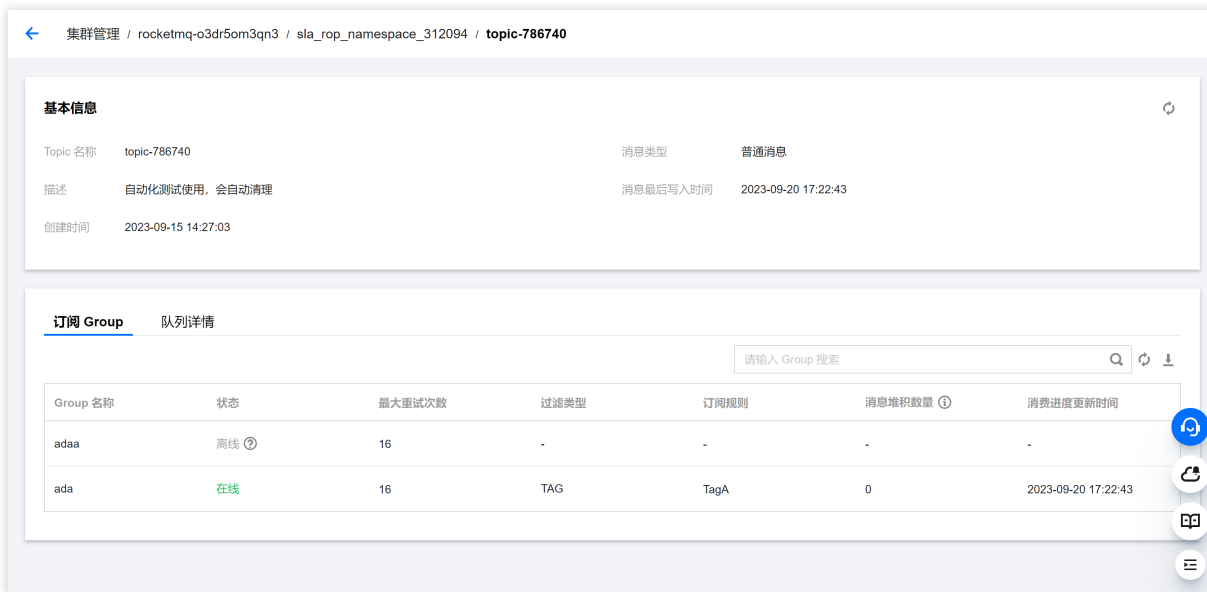 集群管理 / rocketmq-o3dr5om3qn3 / sla_rop_namespace_312094 / topic-786740
基本信息
Topic 名称 topic-786740 消息类型 普通消息
描述 自动化测试使用，会自动清理 消息最后写入时间 2023-09-20 17:22:43
创建时间 2023-09-15 14:27:03
订阅 Group 队列详情
请输入 Group 搜索
Group 名称 状态 最大重试次数 过滤类型 订阅规则 消息堆积数量 消费进度更新时间
adaa 离线 16 - - - -
ada 在线 16 TAG TagA 0 2023-09-20 17:22:43